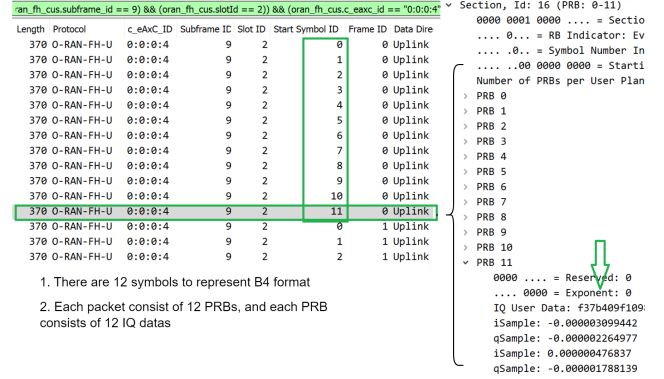 ran_fh_cus.subframe_id == 9) && (oran_fh_cus.slotId == 2)) && (oran_fh_cus.c_eaxc_id == "0:0:0:4"
Length Protocol c_eAxC_ID Subframe ID Slot ID Start Symbol ID Frame ID Data Dire
370 O-RAN-FH-U 0:0:0:4 9 2 0 0 Uplink
370 O-RAN-FH-U 0:0:0:4 9 2 1 0 Uplink
370 O-RAN-FH-U 0:0:0:4 9 2 2 0 Uplink
370 O-RAN-FH-U 0:0:0:4 9 2 3 0 Uplink
370 O-RAN-FH-U 0:0:0:4 9 2 4 0 Uplink
370 O-RAN-FH-U 0:0:0:4 9 2 5 0 Uplink
370 O-RAN-FH-U 0:0:0:4 9 2 6 0 Uplink
370 O-RAN-FH-U 0:0:0:4 9 2 7 0 Uplink
370 O-RAN-FH-U 0:0:0:4 9 2 8 0 Uplink
370 O-RAN-FH-U 0:0:0:4 9 2 9 0 Uplink
370 O-RAN-FH-U 0:0:0:4 9 2 10 0 Uplink
370 O-RAN-FH-U 0:0:0:4 9 2 11 0 Uplink
370 O-RAN-FH-U 0:0:0:4 9 2 0 1 Uplink
370 O-RAN-FH-U 0:0:0:4 9 2 1 1 Uplink
370 O-RAN-FH-U 0:0:0:4 9 2 2 1 Uplink
1. There are 12 symbols to represent B4 format
2. Each packet consist of 12 PRBs, and each PRB
consists of 12 IQ datas
Section, Id: 16 (PRB: 0-11)
0000 0001 0000 .... = Sectio
.... 0... = RB Indicator: Ev
.... .0.. = Symbol Number In
.... ..00 0000 0000 = Starti
Number of PRBs per User Plan
PRB 0
PRB 1
PRB 2
PRB 3
PRB 4
PRB 5
PRB 6
PRB 7
PRB 8
PRB 9
PRB 10
PRB 11
0000 .... = Reserved: 0
.... 0000 = Exponent: 0
IQ User Data: f37b409f109
iSample: -0.000003099442
qSample: -0.000002264977
iSample: 0.000000476837
qSample: -0.000001788139